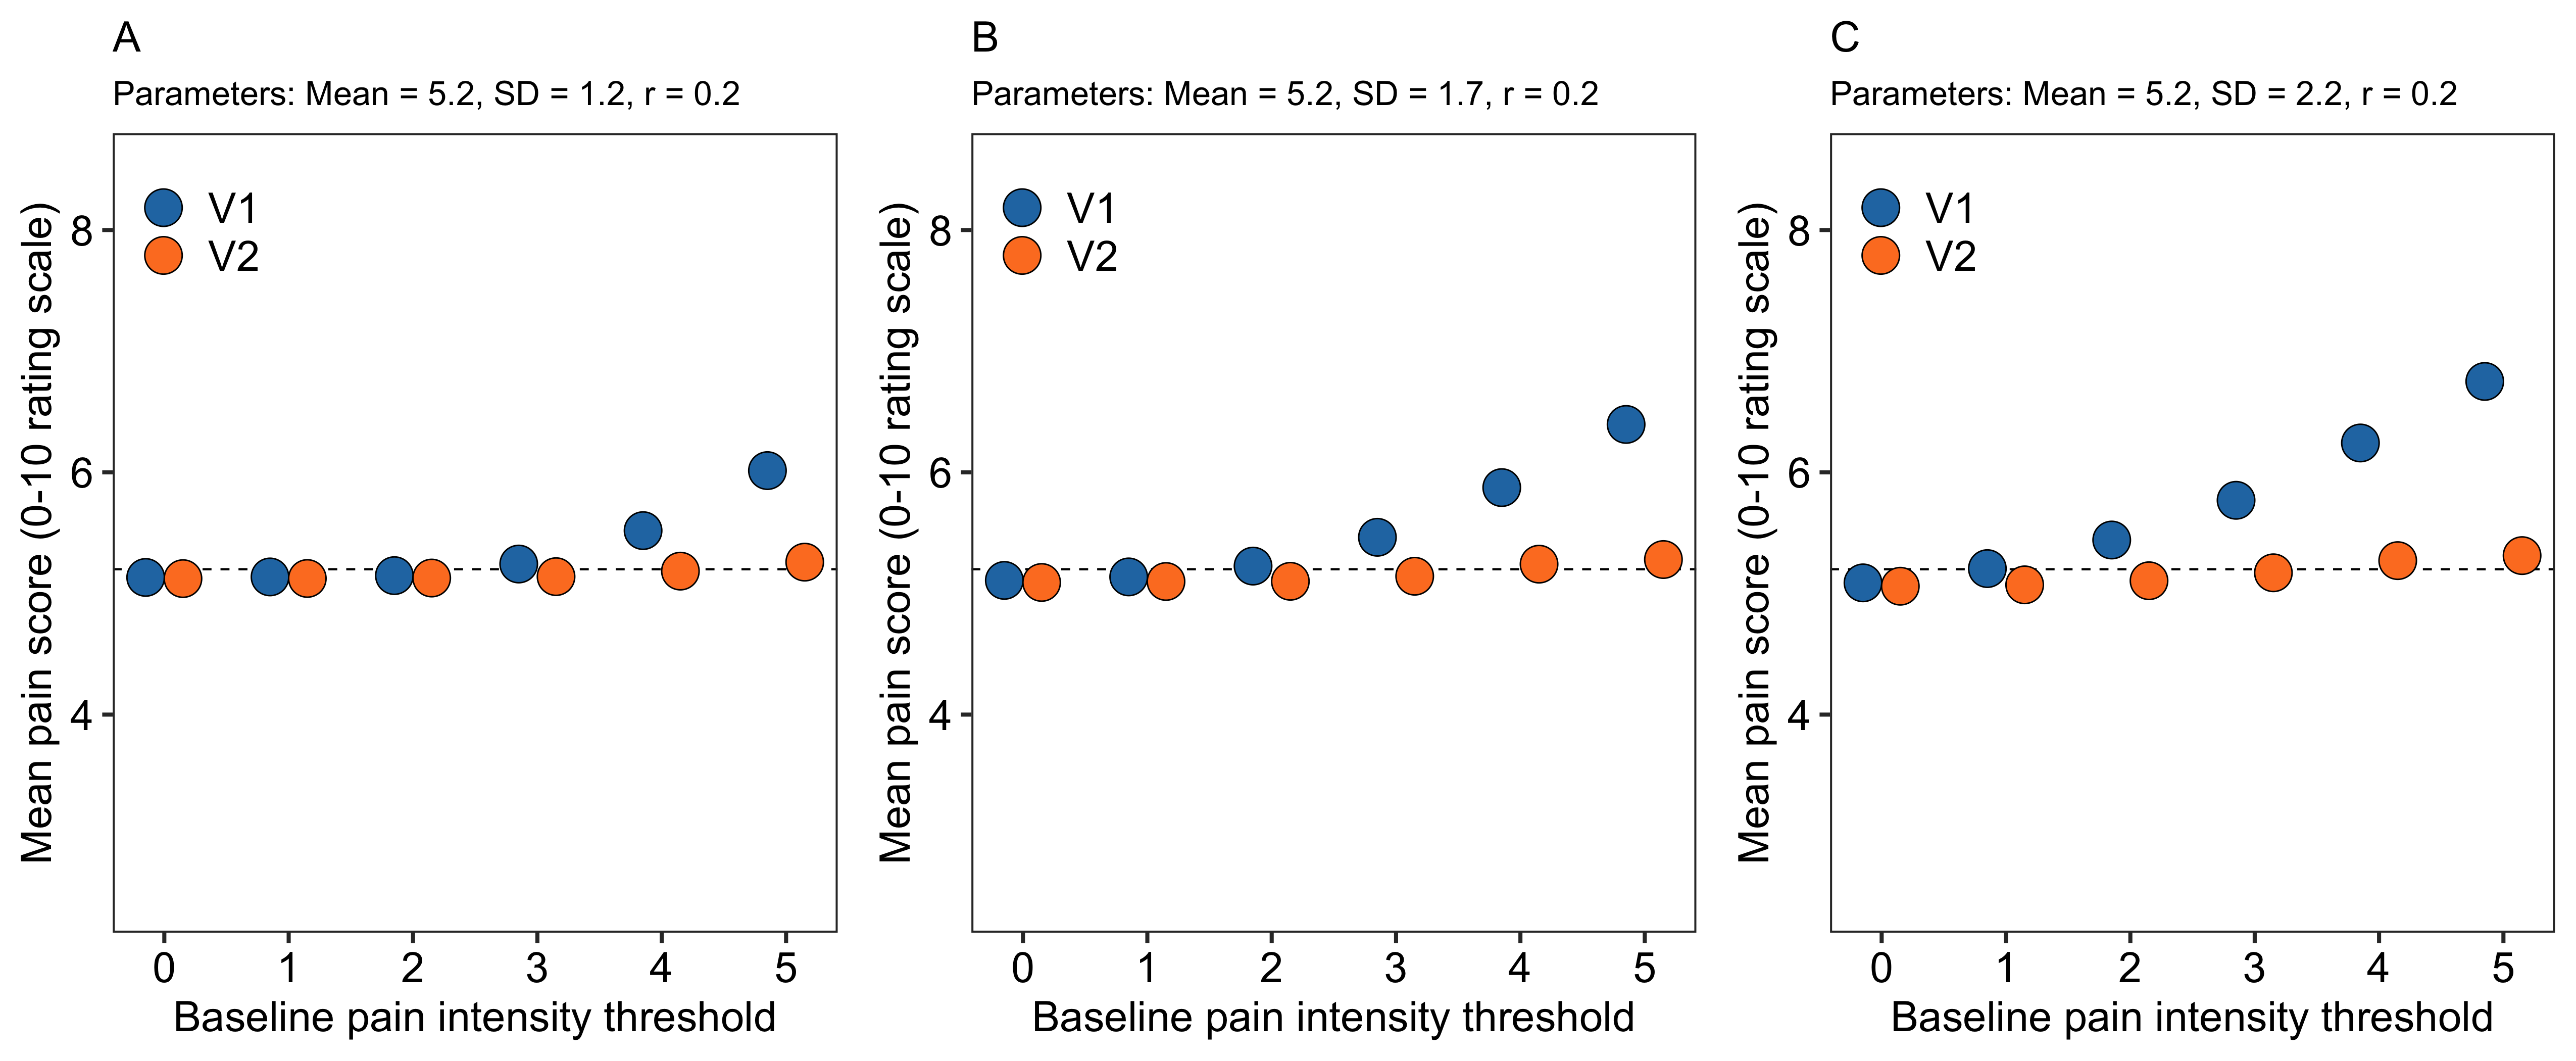 A
Parameters: Mean = 5.2, SD = 1.2, r = 0.2
V1
V2
Mean pain score (0-10 rating scale)
8
6
4
0 1 2 3 4 5
Baseline pain intensity threshold
B
Parameters: Mean = 5.2, SD = 1.7, r = 0.2
V1
V2
Mean pain score (0-10 rating scale)
8
6
4
0 1 2 3 4 5
Baseline pain intensity threshold
C
Parameters: Mean = 5.2, SD = 2.2, r = 0.2
V1
V2
Mean pain score (0-10 rating scale)
8
6
4
0 1 2 3 4 5
Baseline pain intensity threshold